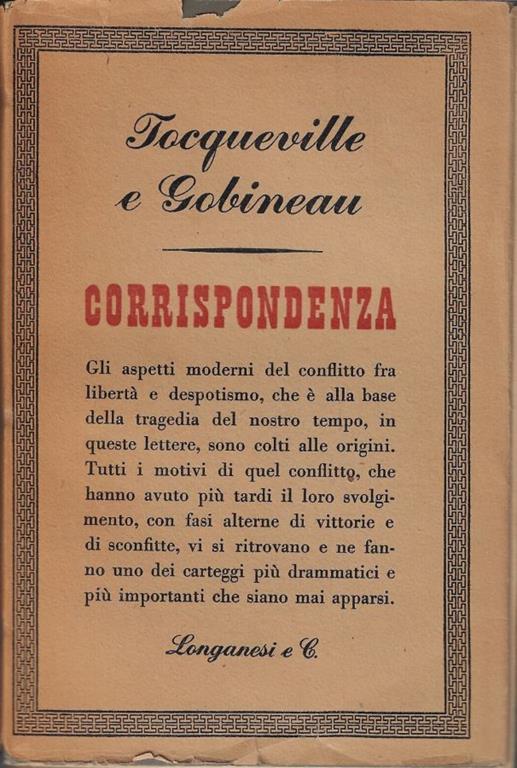 Tocqueville
e Gobineau
CORRISPONDENZA
Gli aspetti moderni del conflitto fra
libertà e despotismo, che è alla base
della tragedia del nostro tempo, in
queste lettere, sono colti alle origini.
Tutti i motivi di quel conflitto, che
hanno avuto più tardi il loro svolgi-
mento, con fasi alterne di vittorie e
di sconfitte, vi si ritrovano e ne fan-
no uno dei carteggi più drammatici e
più importanti che siano mai apparsi.
Longanesi e C.